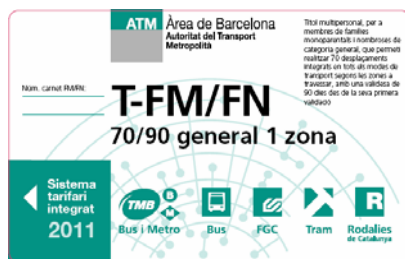 ATM Àrea de Barcelona
Autoritat del Transport
Metropolità
Títol multipersonal, per a
membres de famílies
monoparentals i nombroses de
categoria general, que permet
realitzar 70 desplaçaments
integrats en tots els modes de
transport segons les zones a
travessar, amb una validesa de
90 dies des de la seva primera
validació
Núm. carnet FM/FN:
T-FM/FN
70/90 general 1 zona
Sistema
tarifari
integrat
2011
TMB B M
Bus i Metro
Bus
FGC
Tram
R
Rodalies
de Catalunya